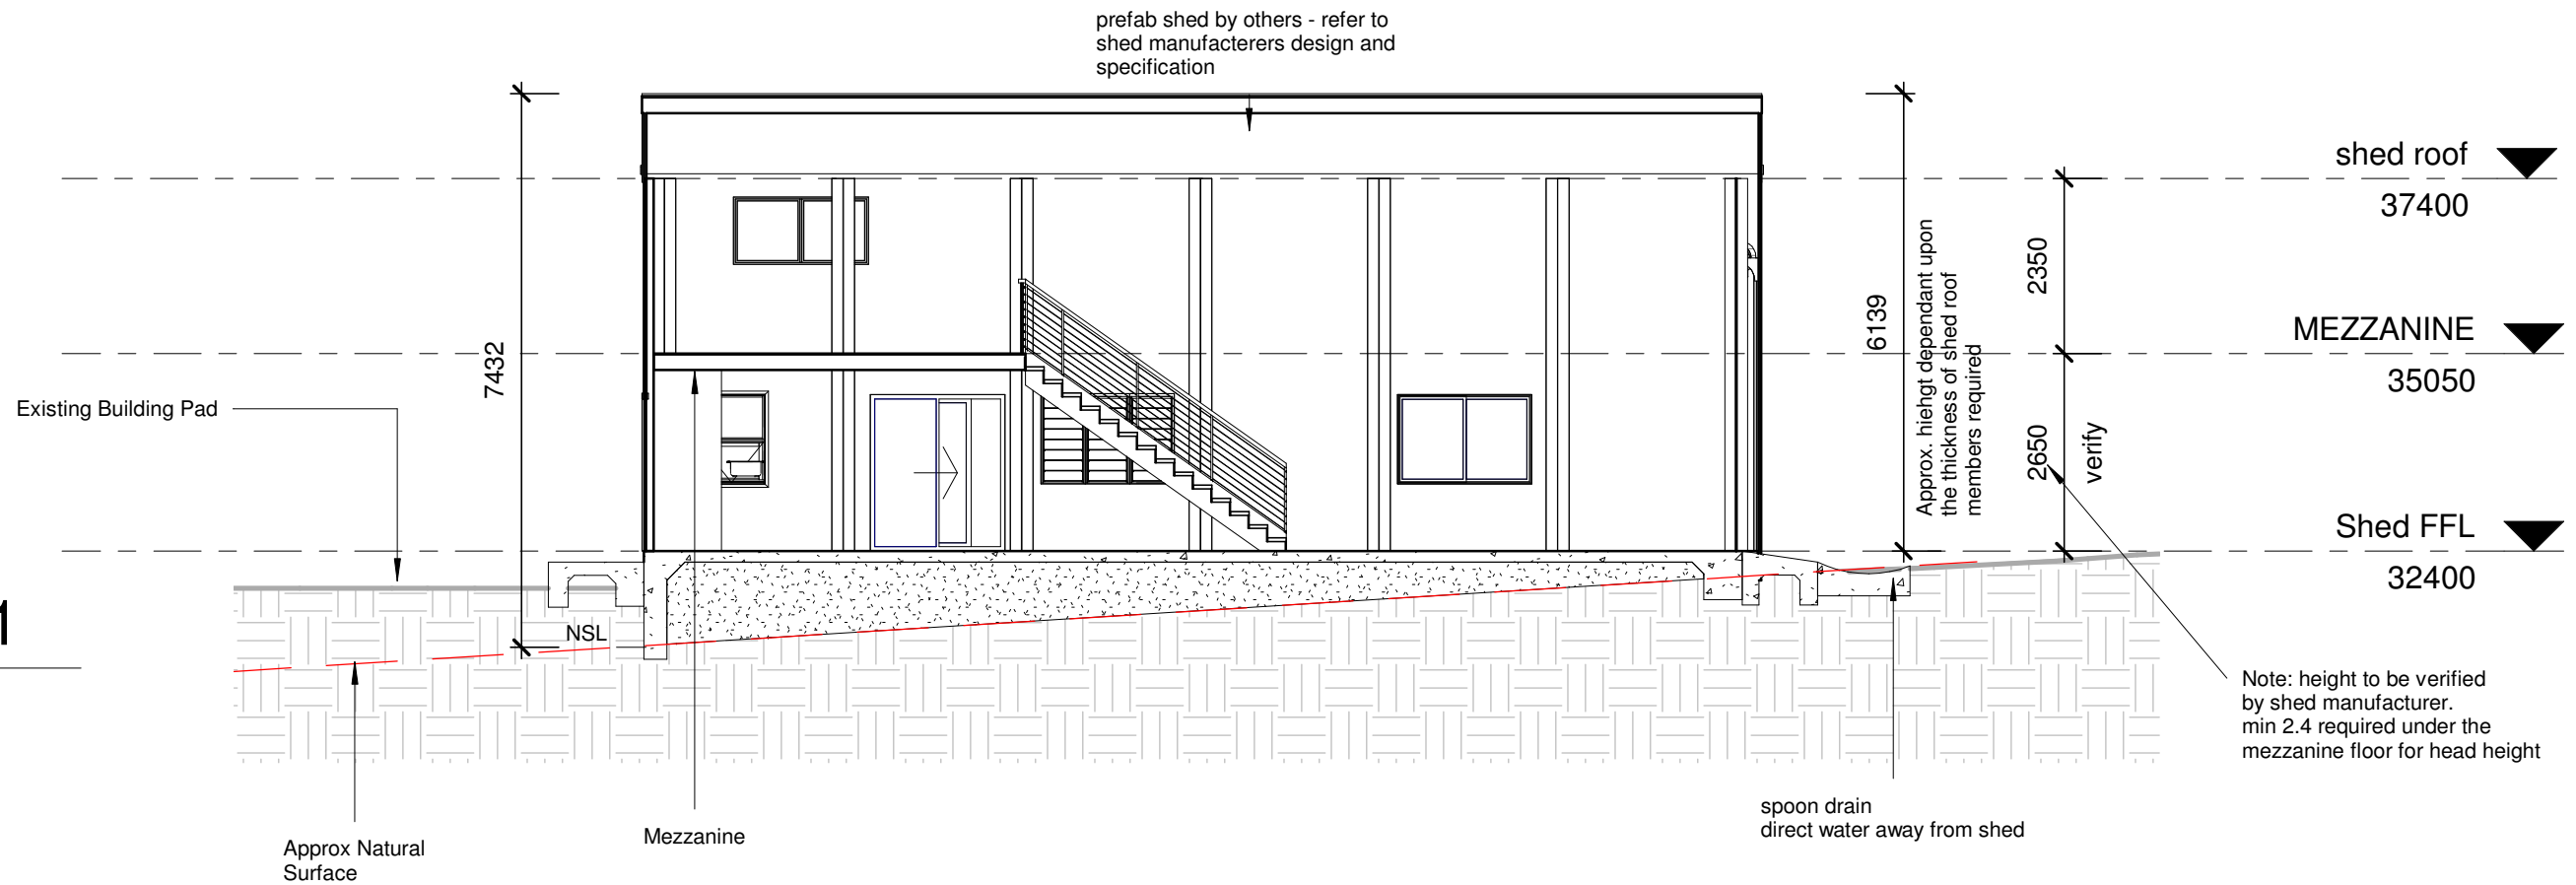 prefab shed by others - refer to
shed manufacterers design and
specification
shed roof
37400
2350
6139
Approx. hiehgt dependant upon
the thickness of shed roof
members required
MEZZANINE
35050
7432
Existing Building Pad
2650
verify
Shed FFL
32400
1
NSL
Note: height to be verified
by shed manufacturer.
min 2.4 required under the
mezzanine floor for head height
spoon drain
direct water away from shed
Mezzanine
Approx Natural
Surface